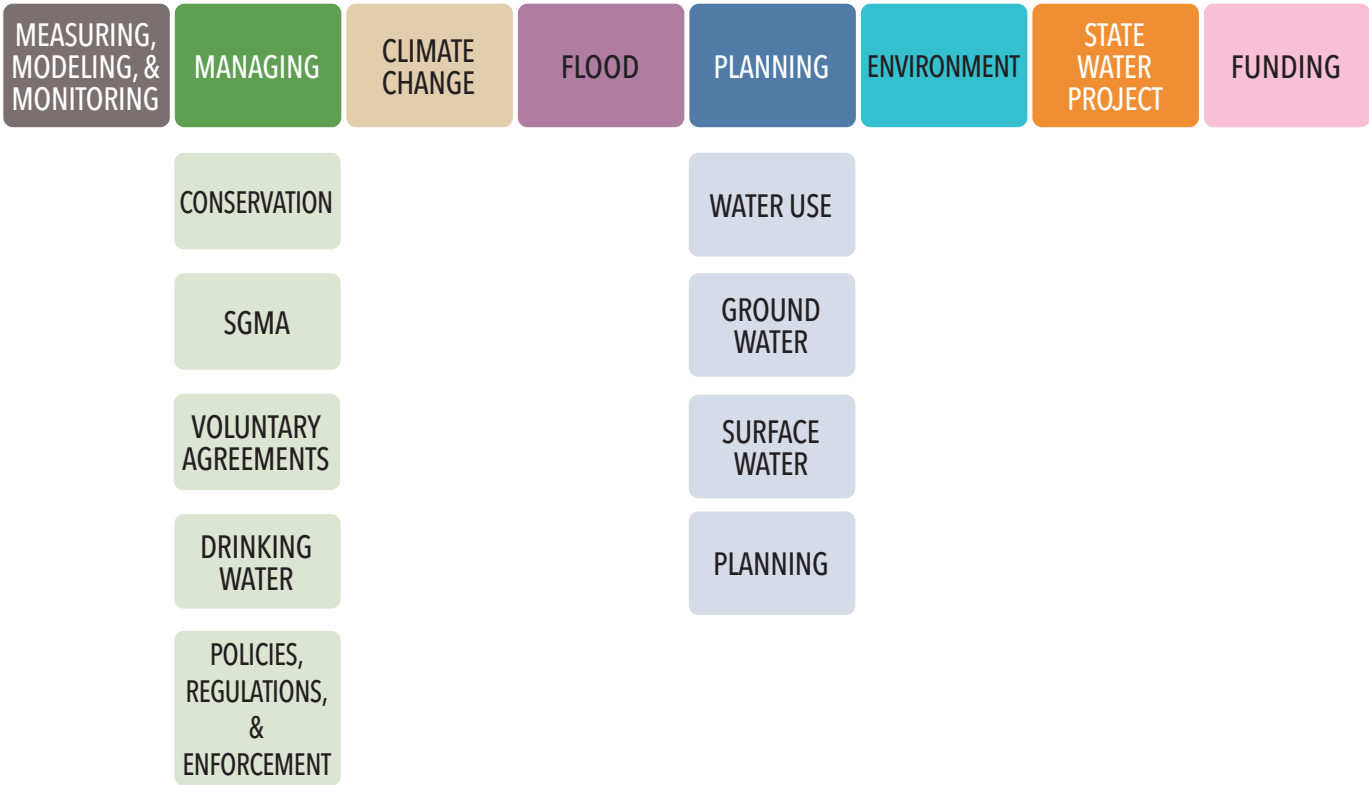 MEASURING,
MODELING, &
MONITORING
MANAGING
CLIMATE
CHANGE
FLOOD
PLANNING
ENVIRONMENT
STATE
WATER
PROJECT
FUNDING
CONSERVATION
SGMA
VOLUNTARY
AGREEMENTS
DRINKING
WATER
POLICIES,
REGULATIONS,
&
ENFORCEMENT
WATER USE
GROUND
WATER
SURFACE
WATER
PLANNING